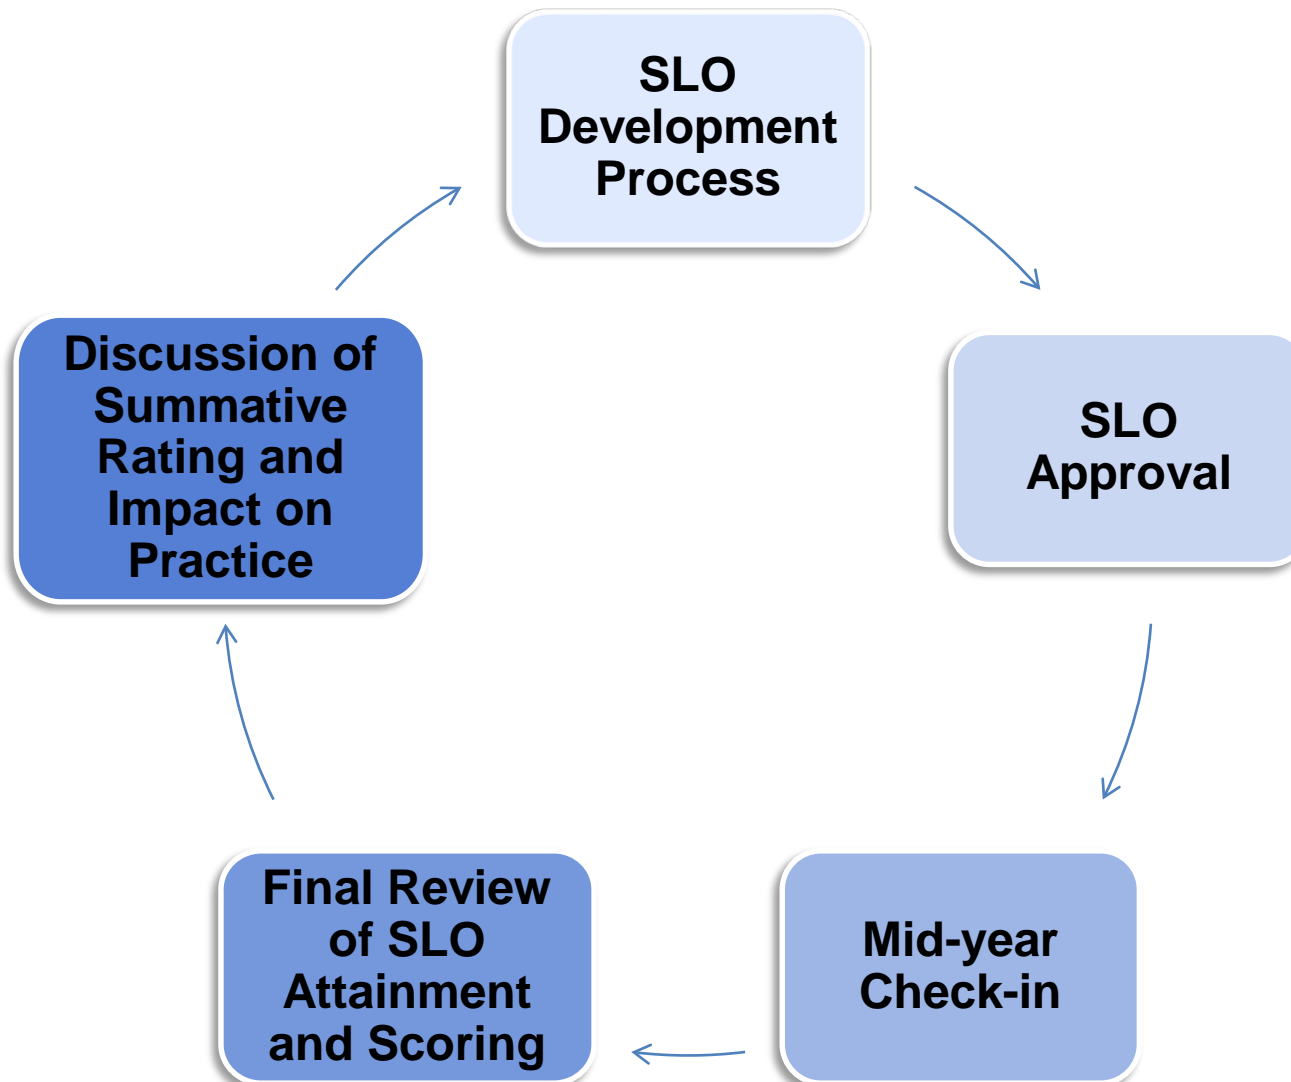 SLO
Development
Process
SLO
Approval
Mid-year
Check-in
Final Review
of SLO
Attainment
and Scoring
Discussion of
Summative
Rating and
Impact on
Practice